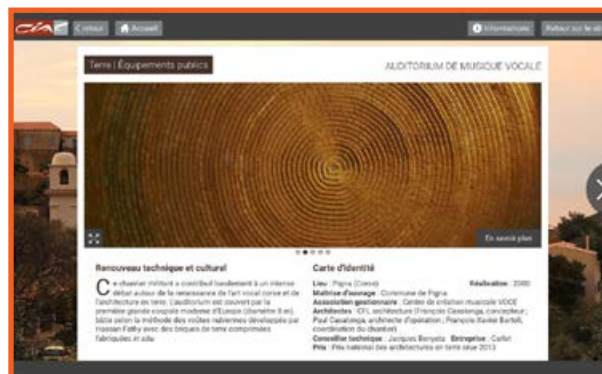 Retour
Accueil
Informations
Retour sur le
Terre | Équipements publics
AUDITORIUM DE MUSIQUE VOCALE
En savoir plus
Renouveau technique et culturel
Ce chantier militant a contribué localement à un intense
débat autour de la renaissance de l'art vocal corse et de
l'architecture en terre. L'auditorium est couvert par la
première grande coupole moderne d'Europe (diamètre 8 m),
bâtie selon la méthode des voûtes nubiennes développés par
Hassan Fathy avec des briques de terre comprimées
fabriquées in situ
Carte d'identité
Lieu : Pigna (Corse) Réalisation : 2000
Maîtrise d'ouvrage : Commune de Pigna
Association gestionnaire : Centre de création musicale VOCE
Architectes : CFL architecture (François Casalonga, concepteur ;
Paul Casalonga, architecte d'opération ; François Xavier Bartoli,
coordination du chantier)
Conseiller technique : Jacques Entreprise : Carlet
Prix : Prix national des architectures en terre crue 2013